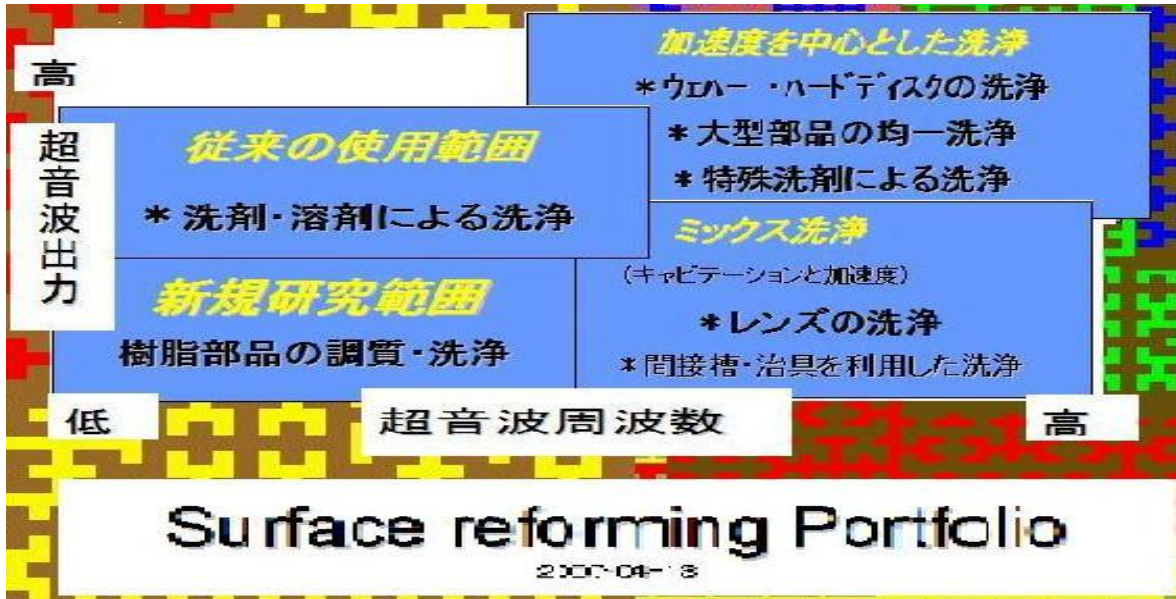 高
超音波出力
従来の使用範囲
＊洗剤・溶剤による洗浄
加速度を中心とした洗浄
＊ウェハー・ハードディスクの洗浄
＊大型部品の均一洗浄
＊特殊洗剤による洗浄
新規研究範囲
樹脂部品の調質・洗浄
ミックス洗浄
(キャビテーションと加速度)
＊レンズの洗浄
＊間接槽・治具を利用した洗浄
低
超音波周波数
高
Surface reforming Portfolio